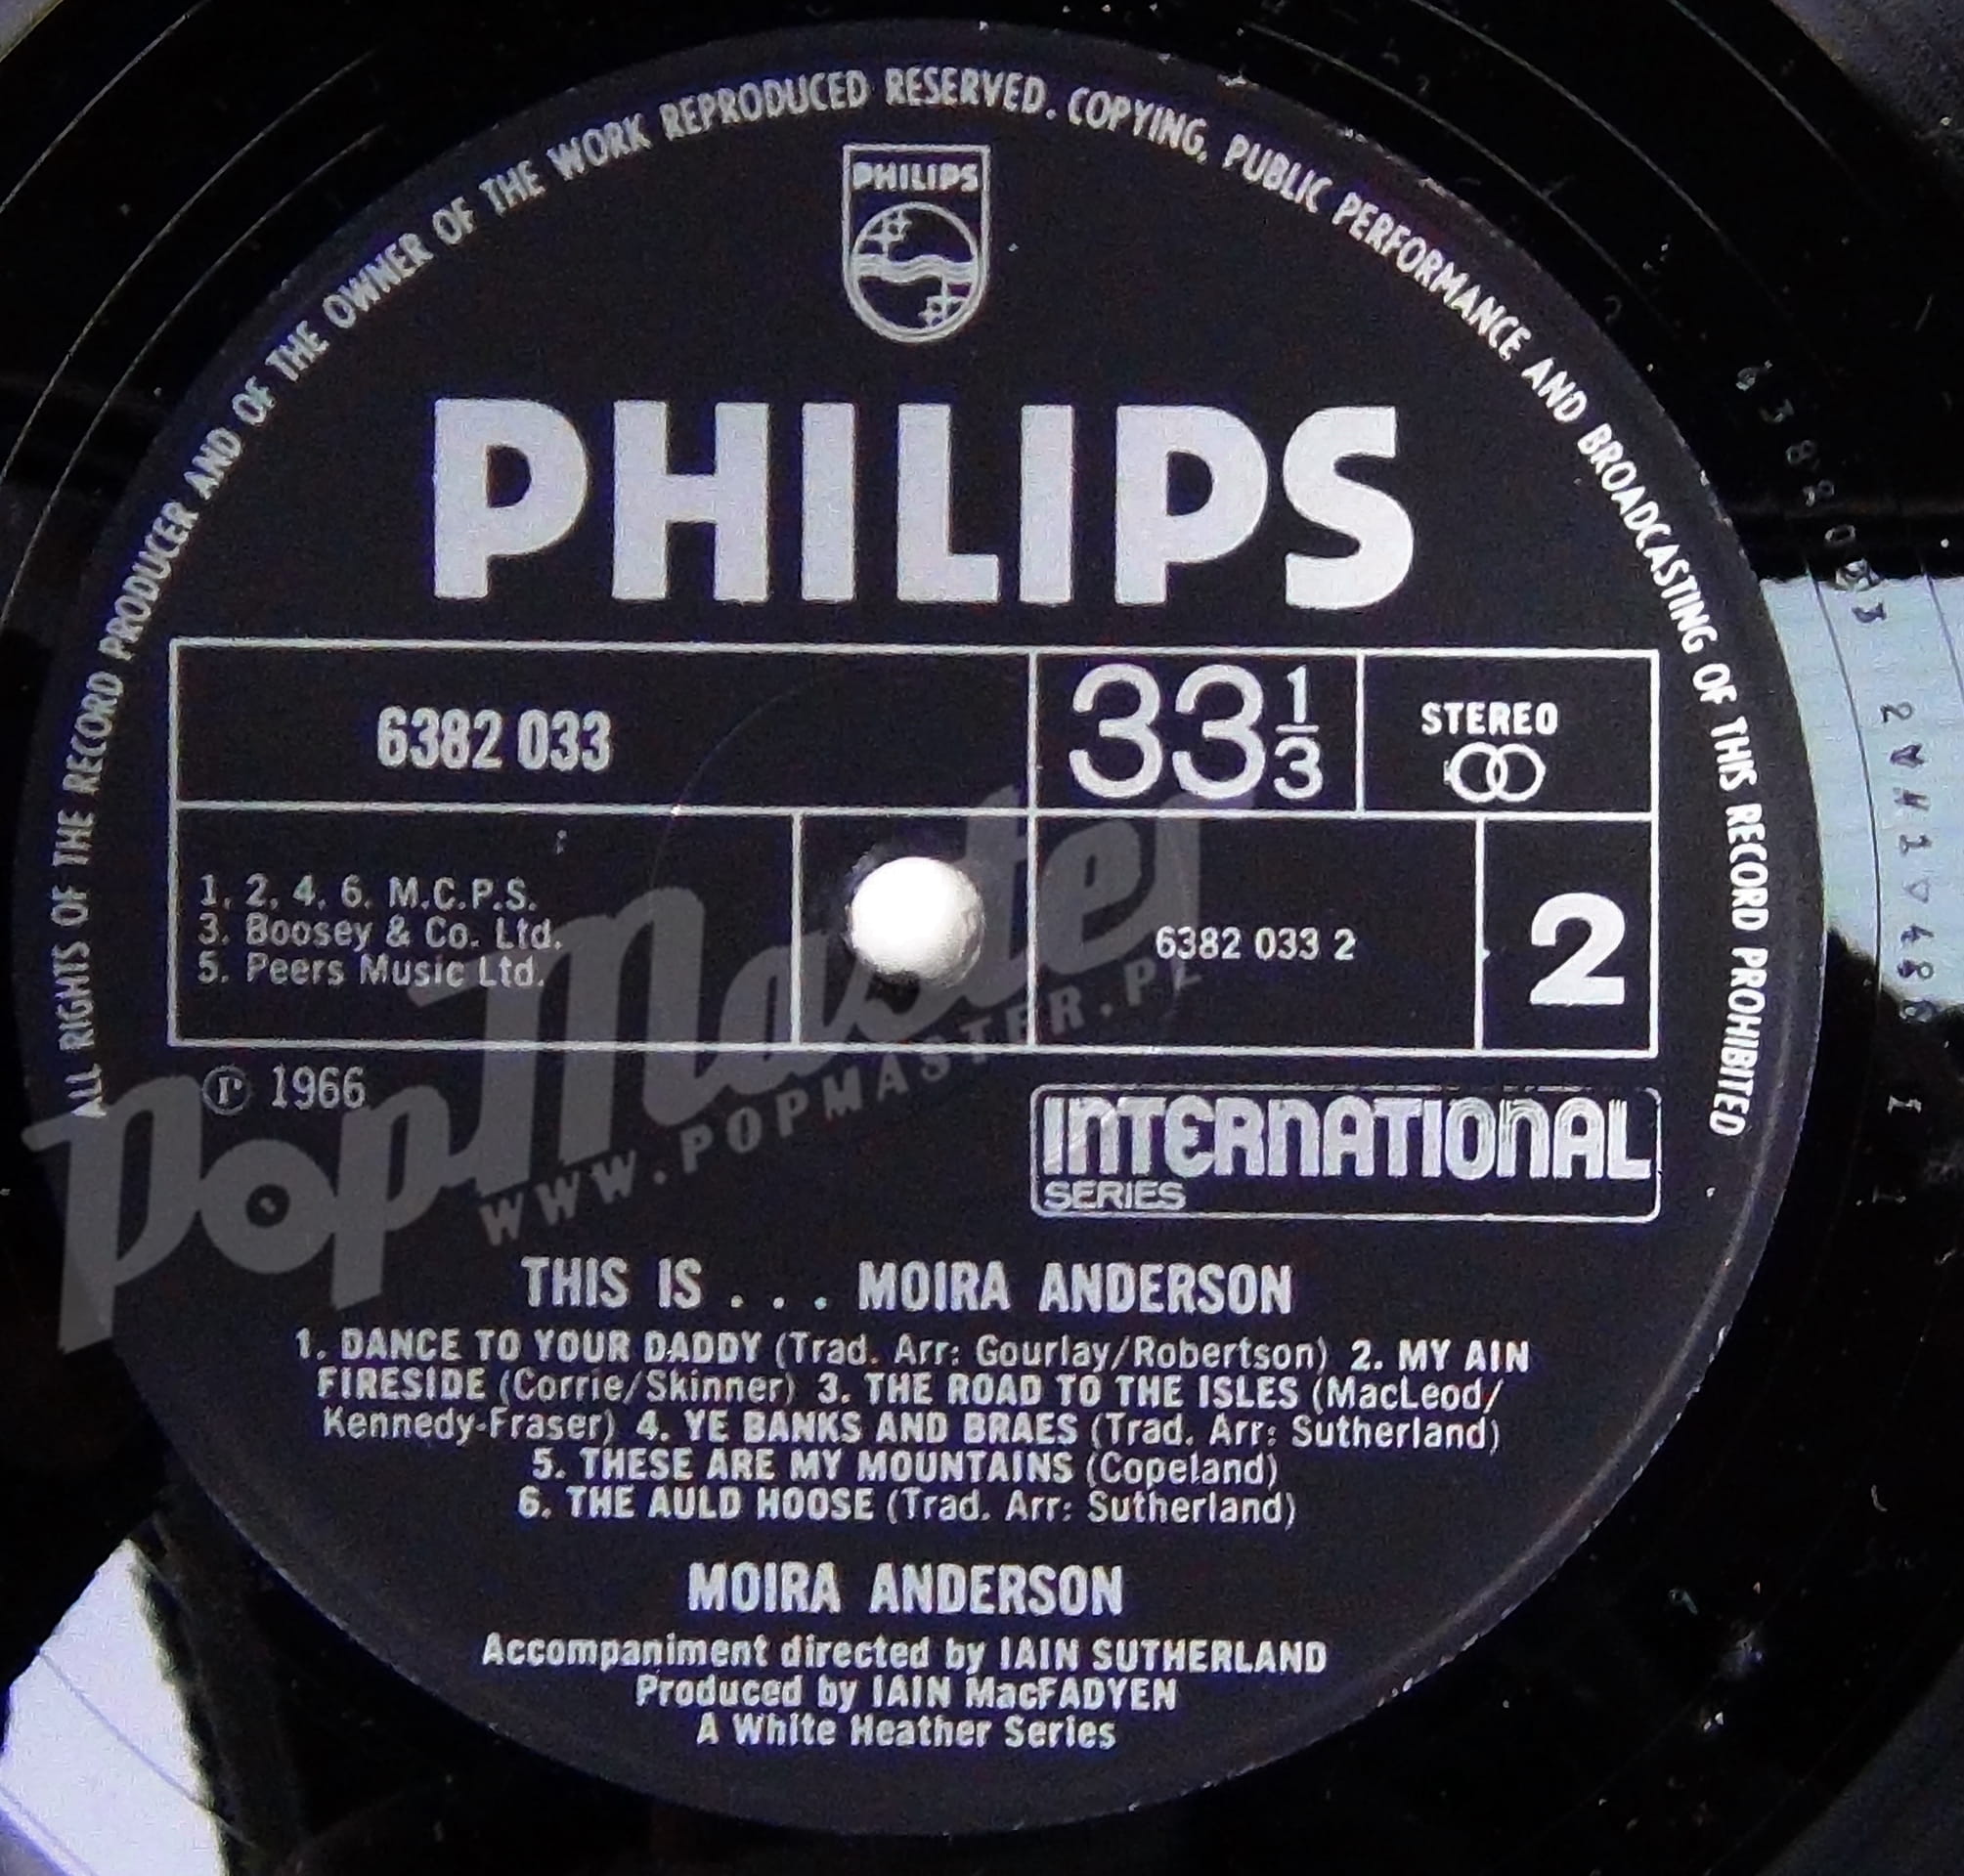 ALL RIGHTS OF THE RECORD PRODUCER AND OF THE OWNER OF THE WORK REPRODUCED RESERVED. COPYING, PUBLIC PERFORMANCE AND BROADCASTING OF THIS RECORD PROHIBITED
PHILIPS
PHILIPS
6382 033
33 1/3
STEREO
1. 2. 4. 6. M.C.P.S.
3. Boosey & Co. Ltd.
5. Peers Music Ltd.
6382 033 2
2
℗ 1966
INTERNATIONAL
SERIES
PopMaster
WWW.POPMASTER.PL
THIS IS . . . MOIRA ANDERSON
1. DANCE TO YOUR DADDY (Trad. Arr: Gourlay/Robertson) 2. MY AIN
FIRESIDE (Corrie/Skinner) 3. THE ROAD TO THE ISLES (MacLeod/
Kennedy-Fraser) 4. YE BANKS AND BRAES (Trad. Arr: Sutherland)
5. THESE ARE MY MOUNTAINS (Copeland)
6. THE AULD HOOSE (Trad. Arr: Sutherland)
MOIRA ANDERSON
Accompaniment directed by IAIN SUTHERLAND
Produced by IAIN MacFADYEN
A White Heather Series